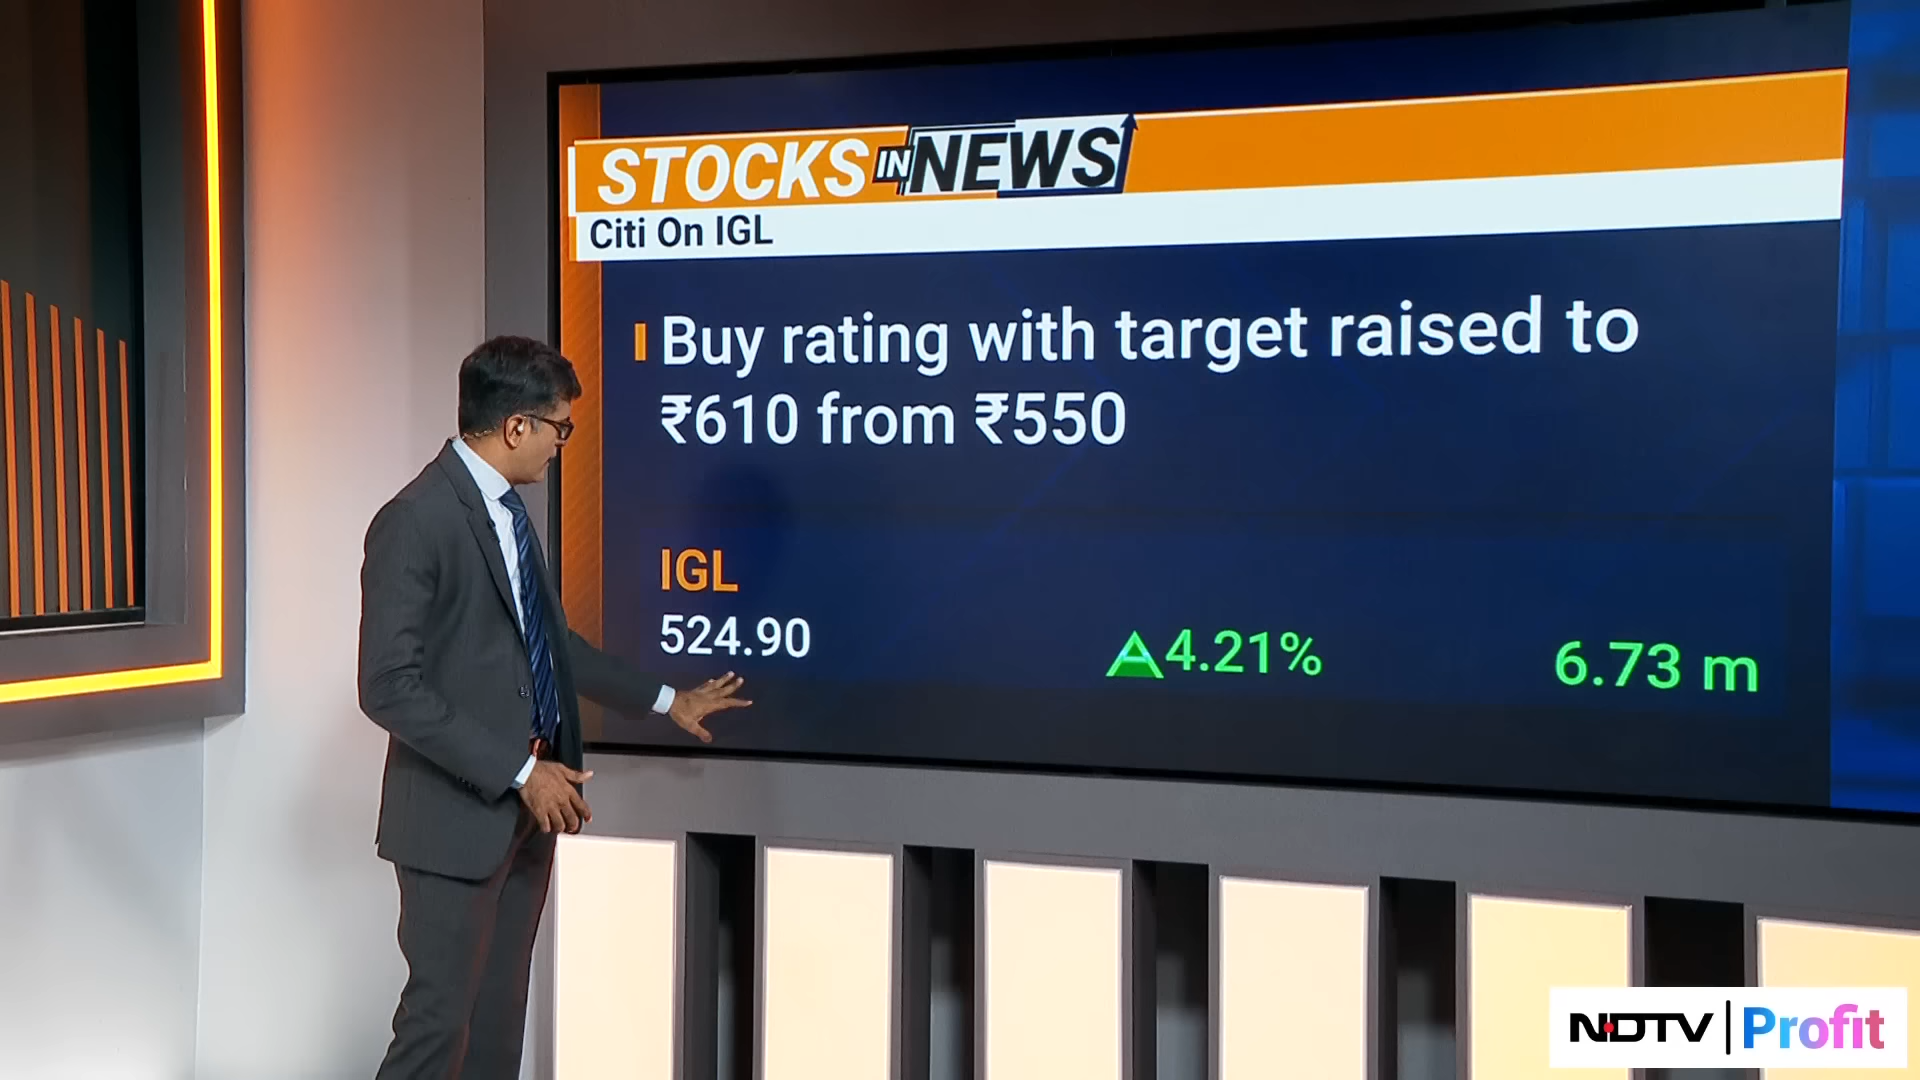 STOCKS IN NEWS
Citi On IGL
Buy rating with target raised to
₹610 from ₹550
IGL
524.90 4.21% 6.73 m
NDTV Profit